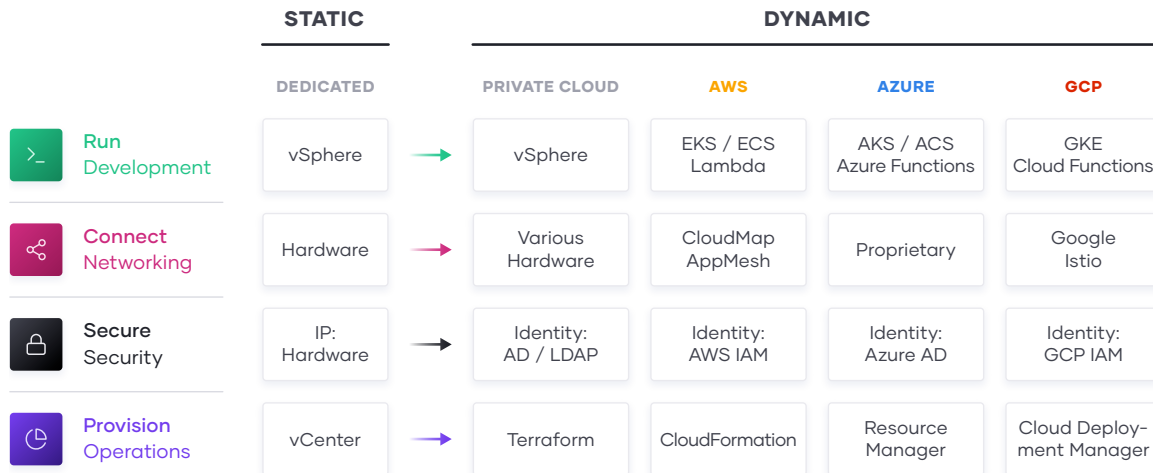 STATIC
DYNAMIC
DEDICATED
PRIVATE CLOUD
AWS
AZURE
GCP
Run
Development
vSphere
vSphere
EKS / ECS
Lambda
AKS / ACS
Azure Functions
GKE
Cloud Functions
Connect
Networking
Hardware
Various
Hardware
CloudMap
AppMesh
Proprietary
Google
Istio
Secure
Security
IP:
Hardware
Identity:
AD / LDAP
Identity:
AWS IAM
Identity:
Azure AD
Identity:
GCP IAM
Provision
Operations
vCenter
Terraform
CloudFormation
Resource
Manager
Cloud Deploy-
ment Manager